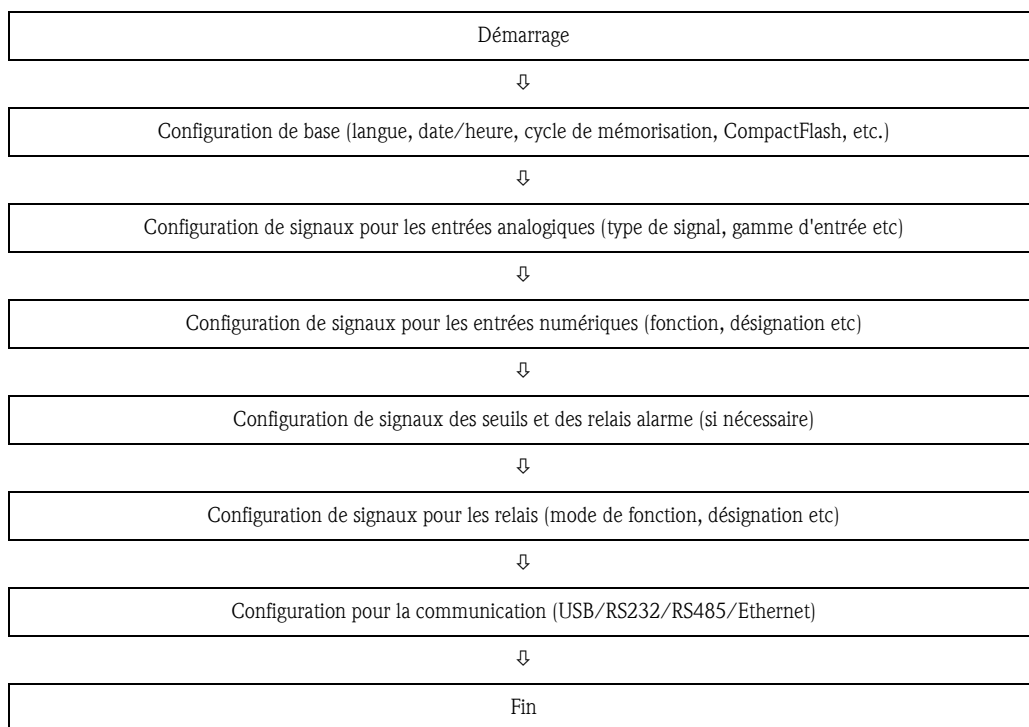 Démarrage
⇩
Configuration de base (langue, date/heure, cycle de mémorisation, CompactFlash, etc.)
⇩
Configuration de signaux pour les entrées analogiques (type de signal, gamme d'entrée etc)
⇩
Configuration de signaux pour les entrées numériques (fonction, désignation etc)
⇩
Configuration de signaux des seuils et des relais alarme (si nécessaire)
⇩
Configuration de signaux pour les relais (mode de fonction, désignation etc)
⇩
Configuration pour la communication (USB/RS232/RS485/Ethernet)
⇩
Fin